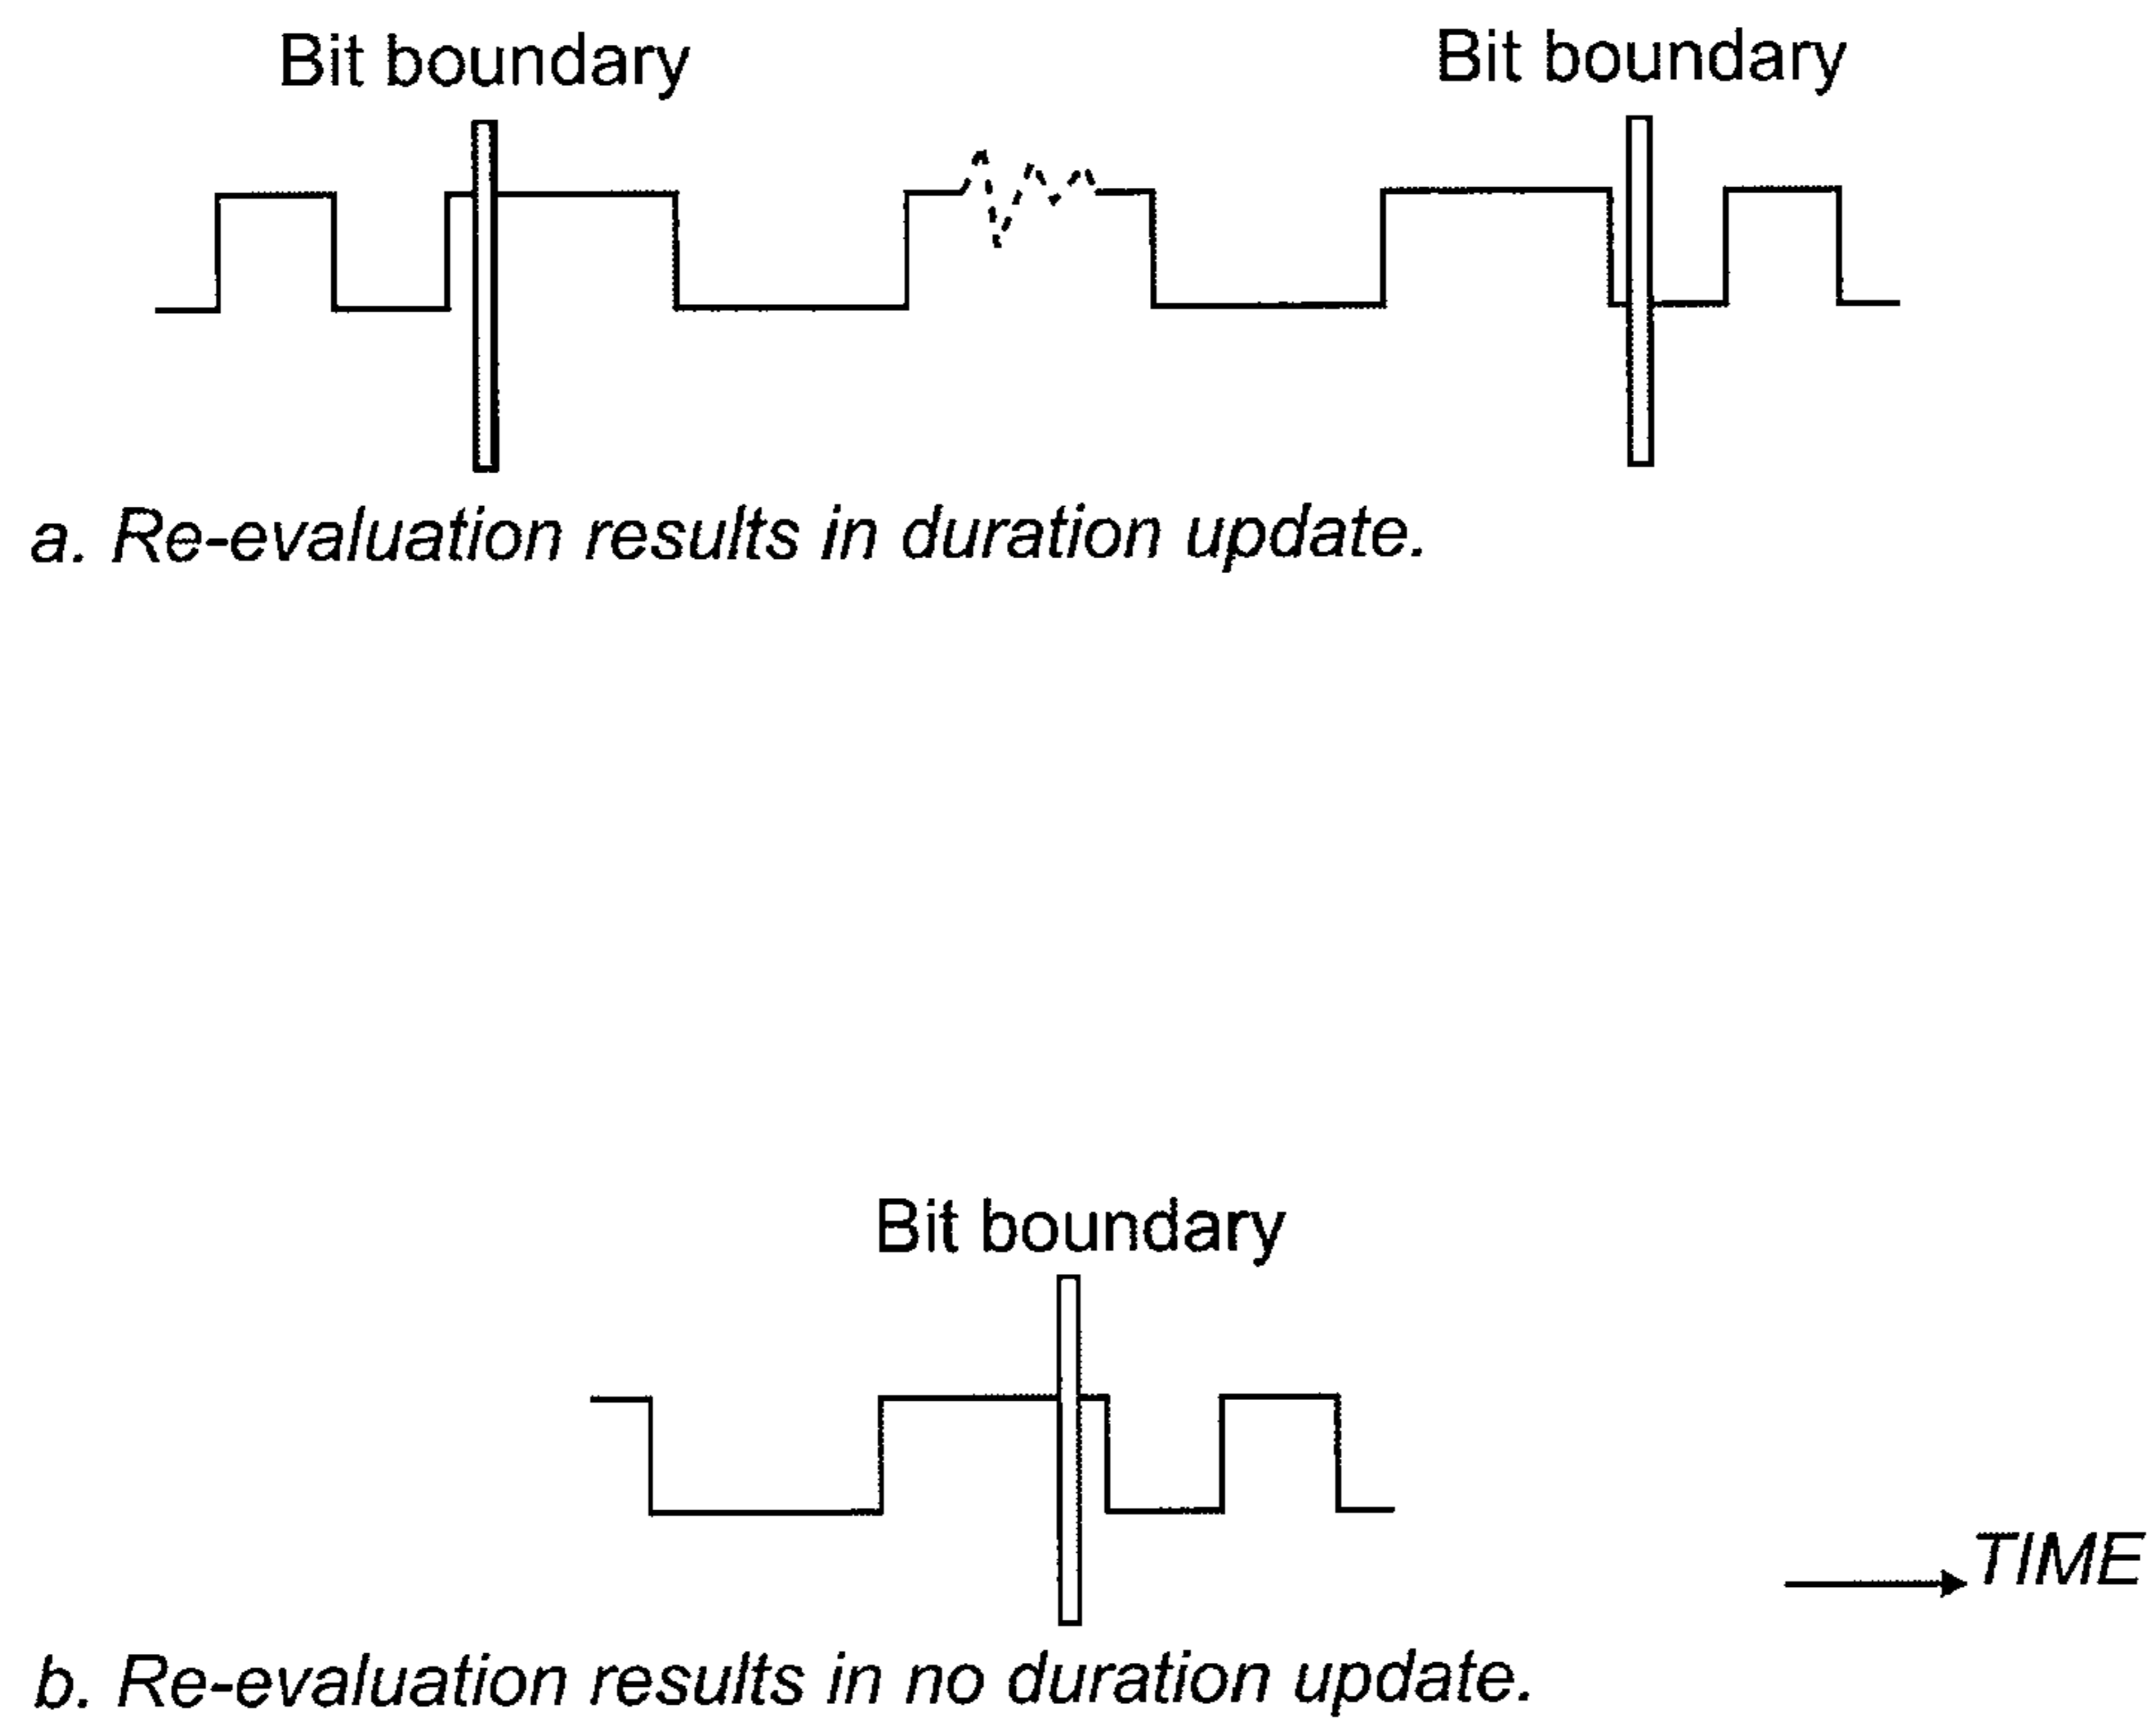 Bit boundary
Bit boundary
a. Re-evaluation results in duration update.
Bit boundary
TIME
b. Re-evaluation results in no duration update.